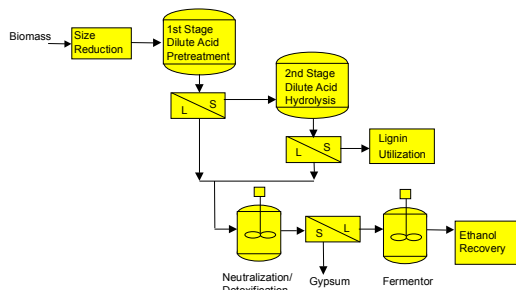 Biomass
Size
Reduction
1st Stage
Dilute Acid
Pretreatment
2nd Stage
Dilute Acid
Hydrolysis
L S
L S
Lignin
Utilization
S L
Ethanol
Recovery
Neutralization/
Gypsum
Fermentor